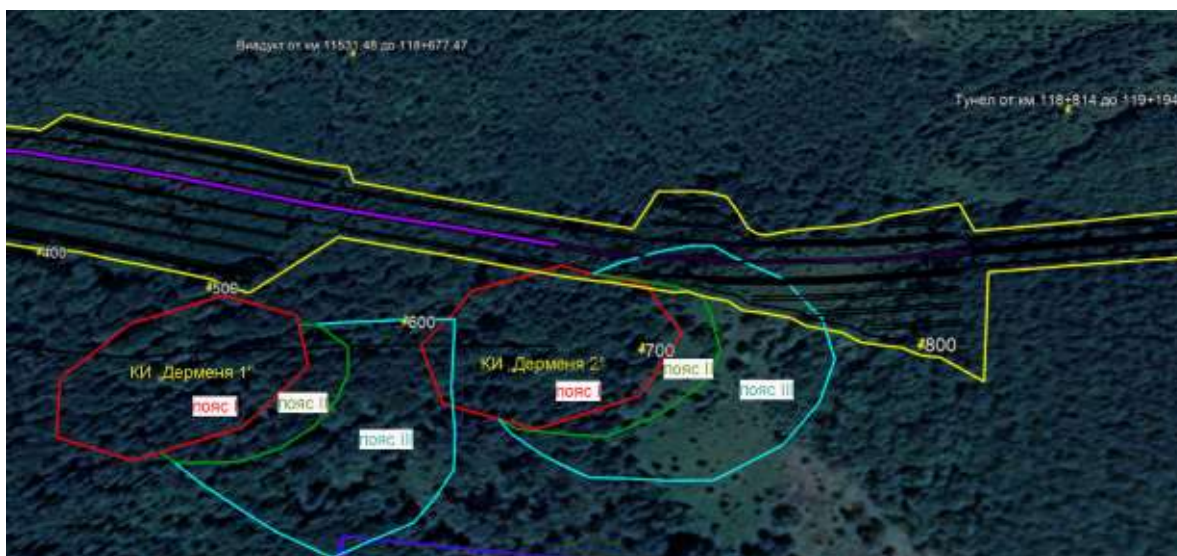 Виадукт от км 11531.48 до 118+677.47
Тунел от км 118+814 до 119+194
400
500
600
700
800
КИ „Дерменя 1“
пояс I
пояс II
пояс III
КИ „Дерменя 2“
пояс I
пояс II
пояс III